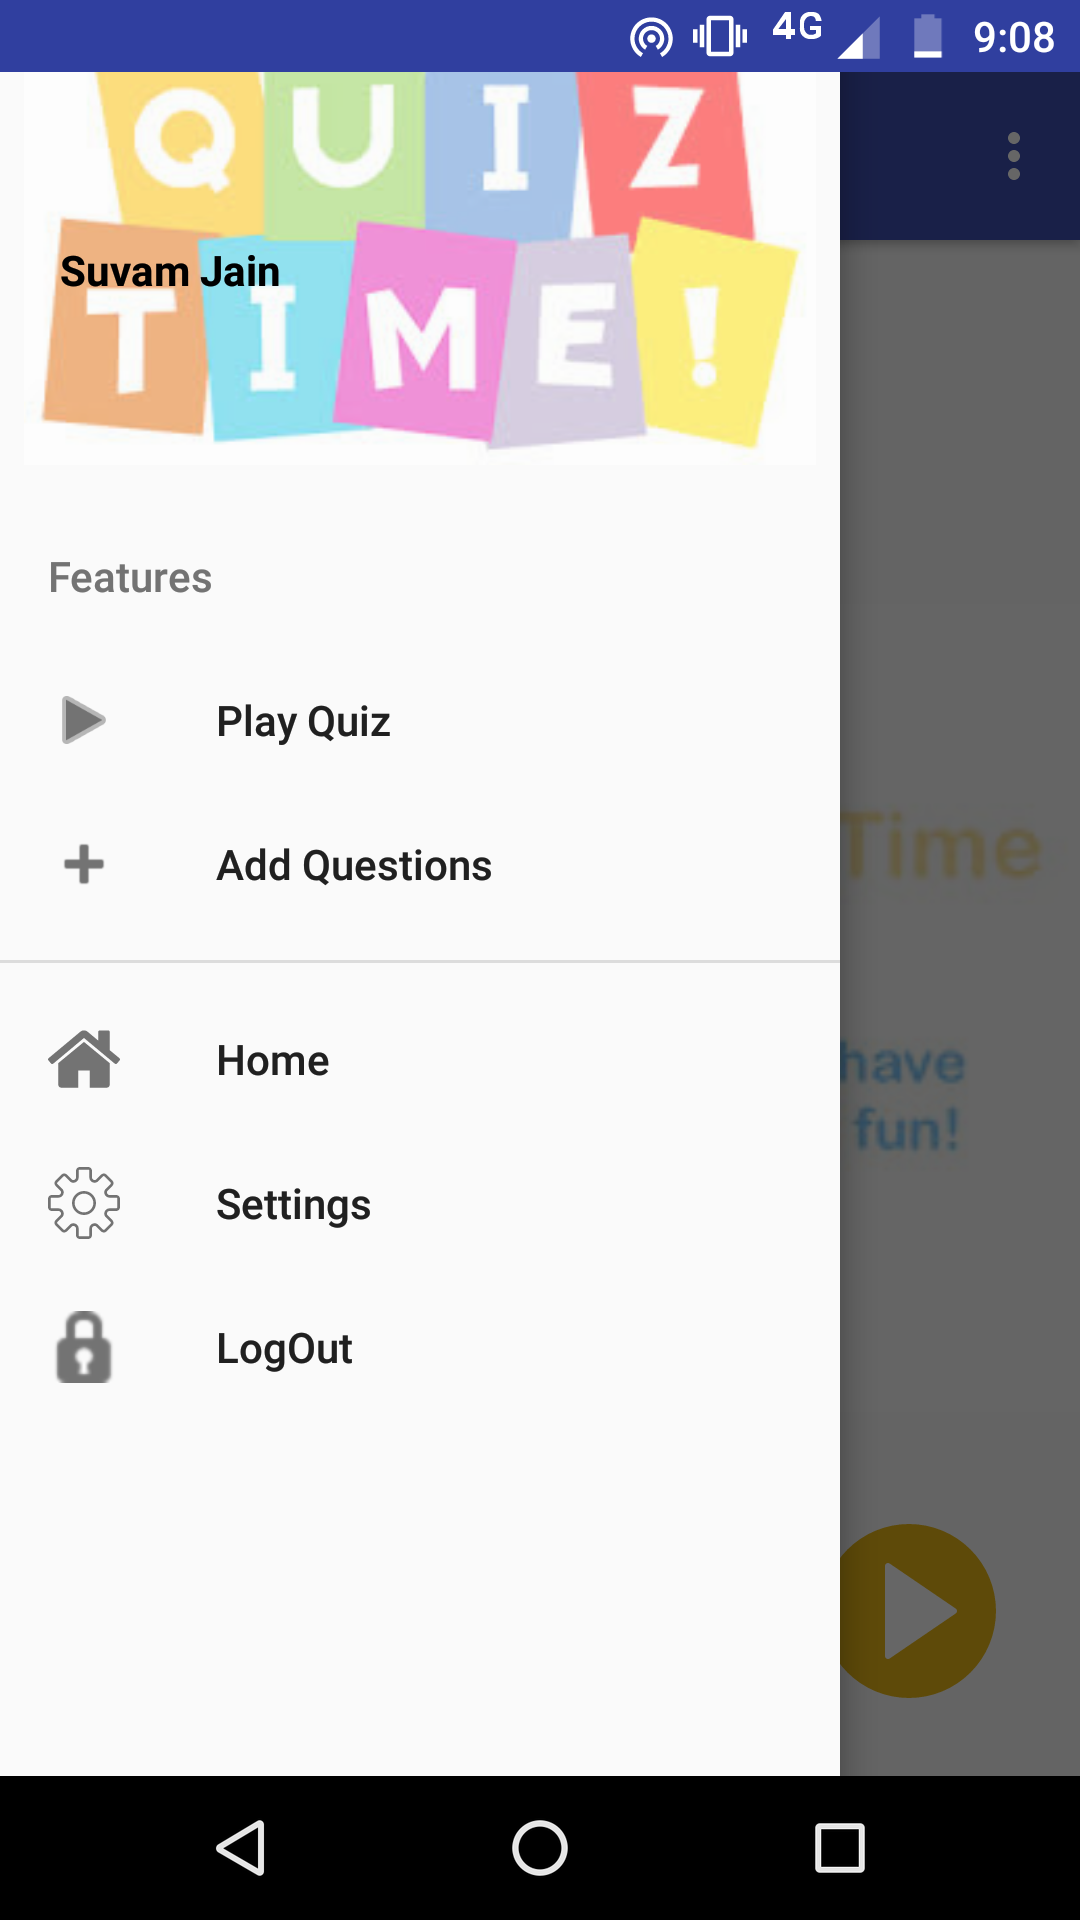 4G 9:08
QUIZ
Suvam Jain
TIME!
Features
Play Quiz
Add Questions
Time
Home
have
fun!
Settings
LogOut